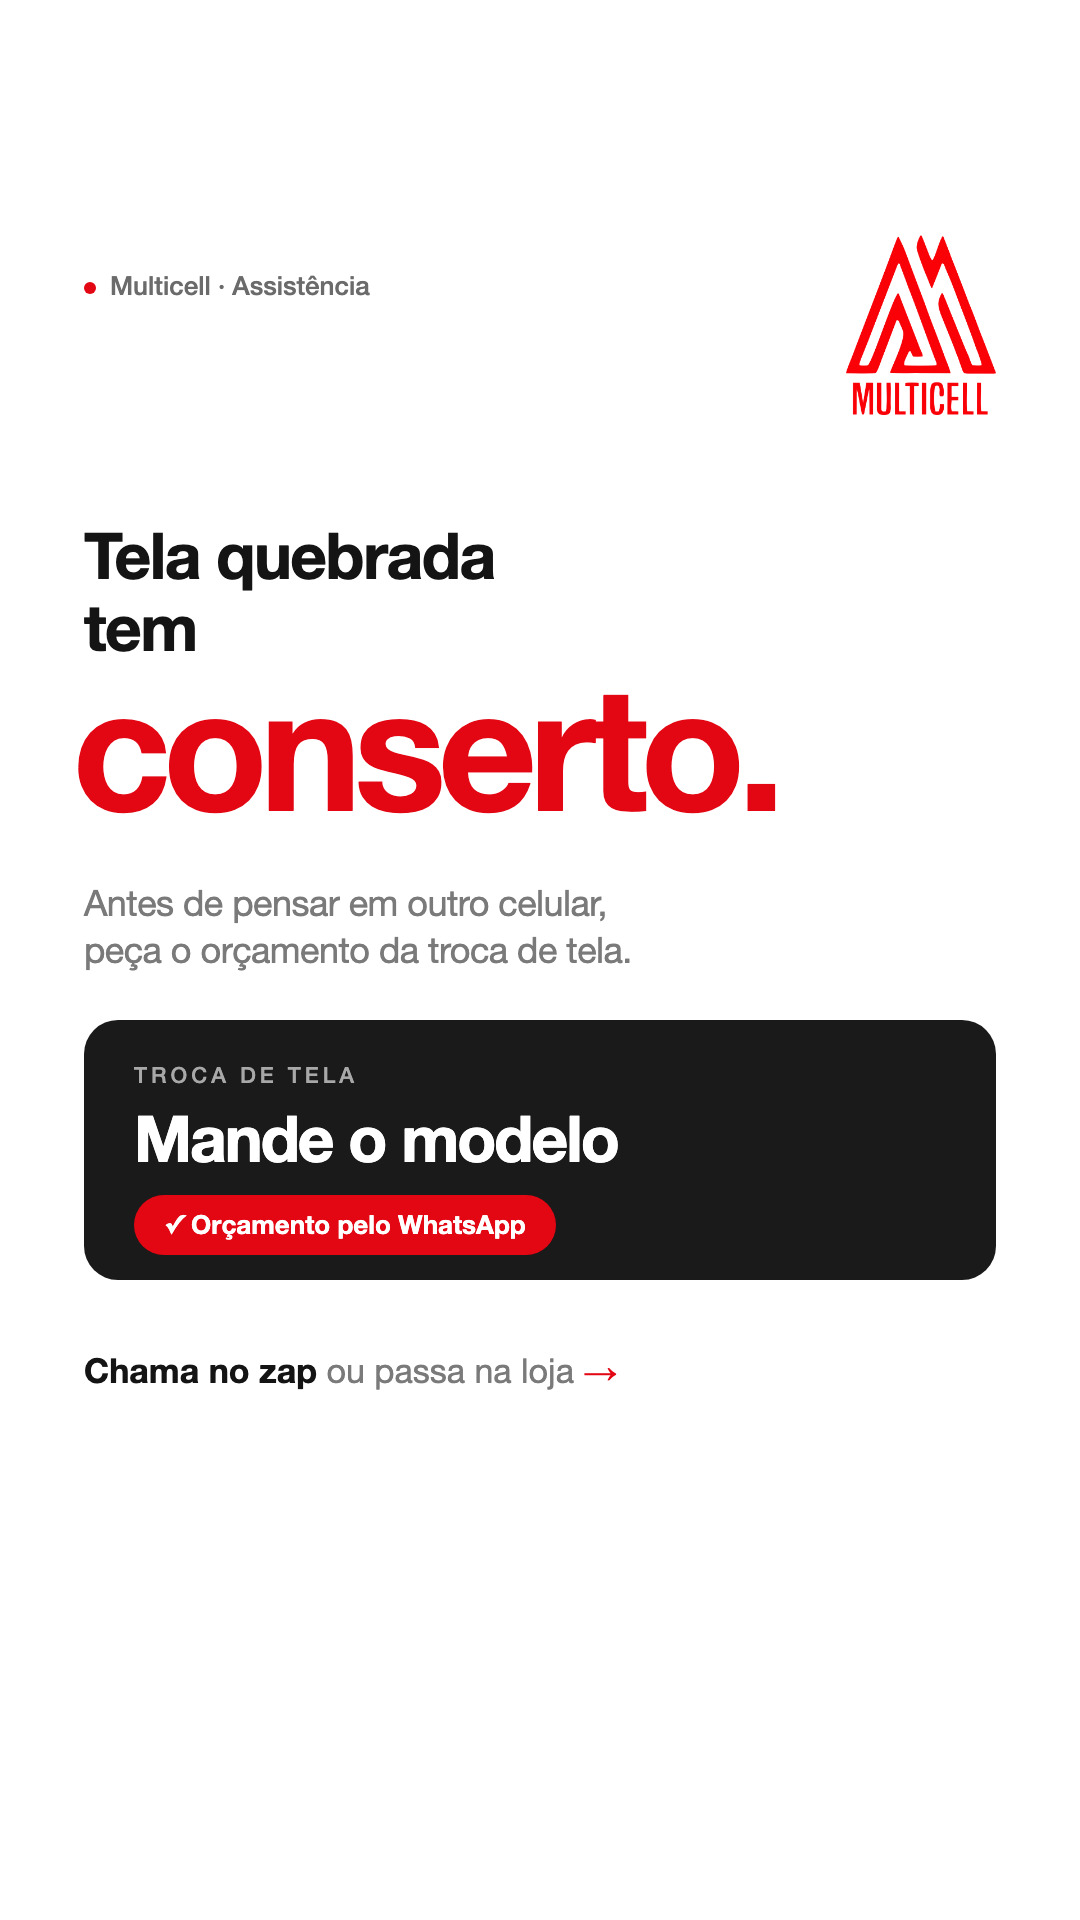 Multicell · Assistência
MULTICELL
Tela quebrada
tem
conserto.
Antes de pensar em outro celular,
peça o orçamento da troca de tela.
TROCA DE TELA
Mande o modelo
✓ Orçamento pelo WhatsApp
Chama no zap ou passa na loja →